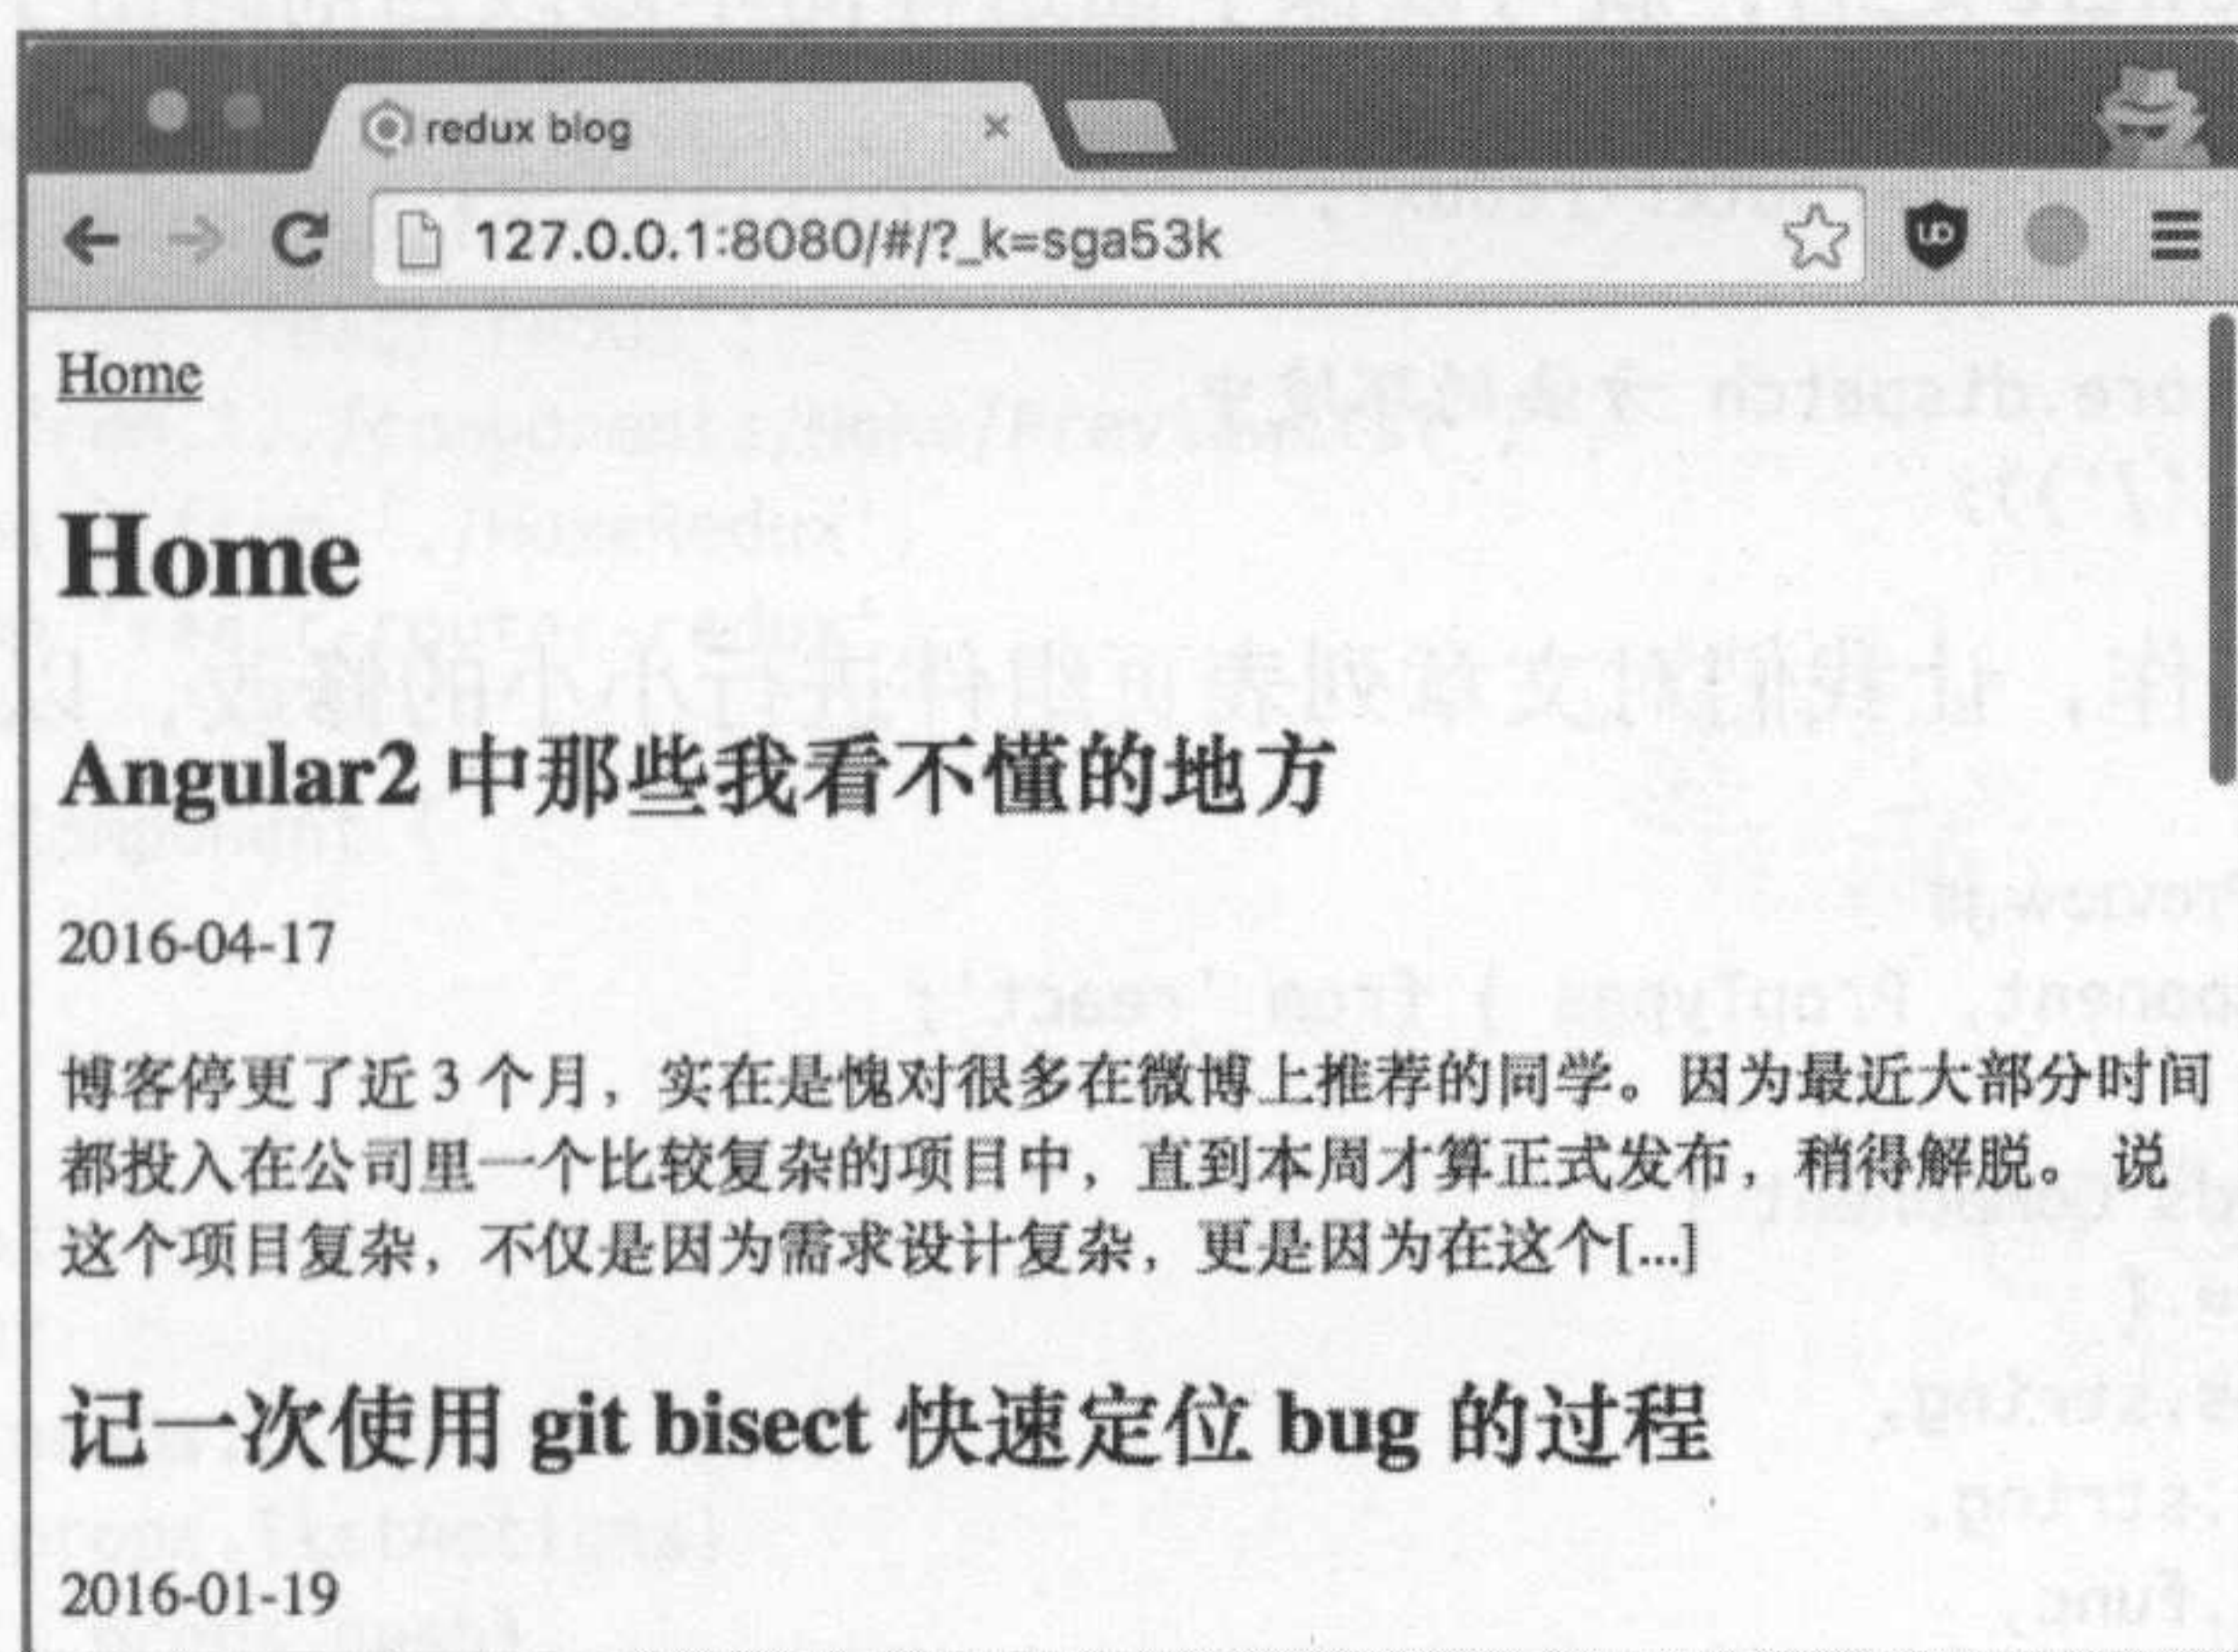 redux blog
127.0.0.1:8080/#/?_k=sga53k
Home
Home
Angular2 中那些我看不懂的地方
2016-04-17
博客停更了近 3 个月，实在是愧对很多在微博上推荐的同学。因为最近大部分时间
都投入在公司里一个比较复杂的项目中，直到本周才算正式发布，稍得解脱。 说
这个项目复杂，不仅是因为需求设计复杂，更是因为在这个[...]
记一次使用 git bisect 快速定位 bug 的过程
2016-01-19